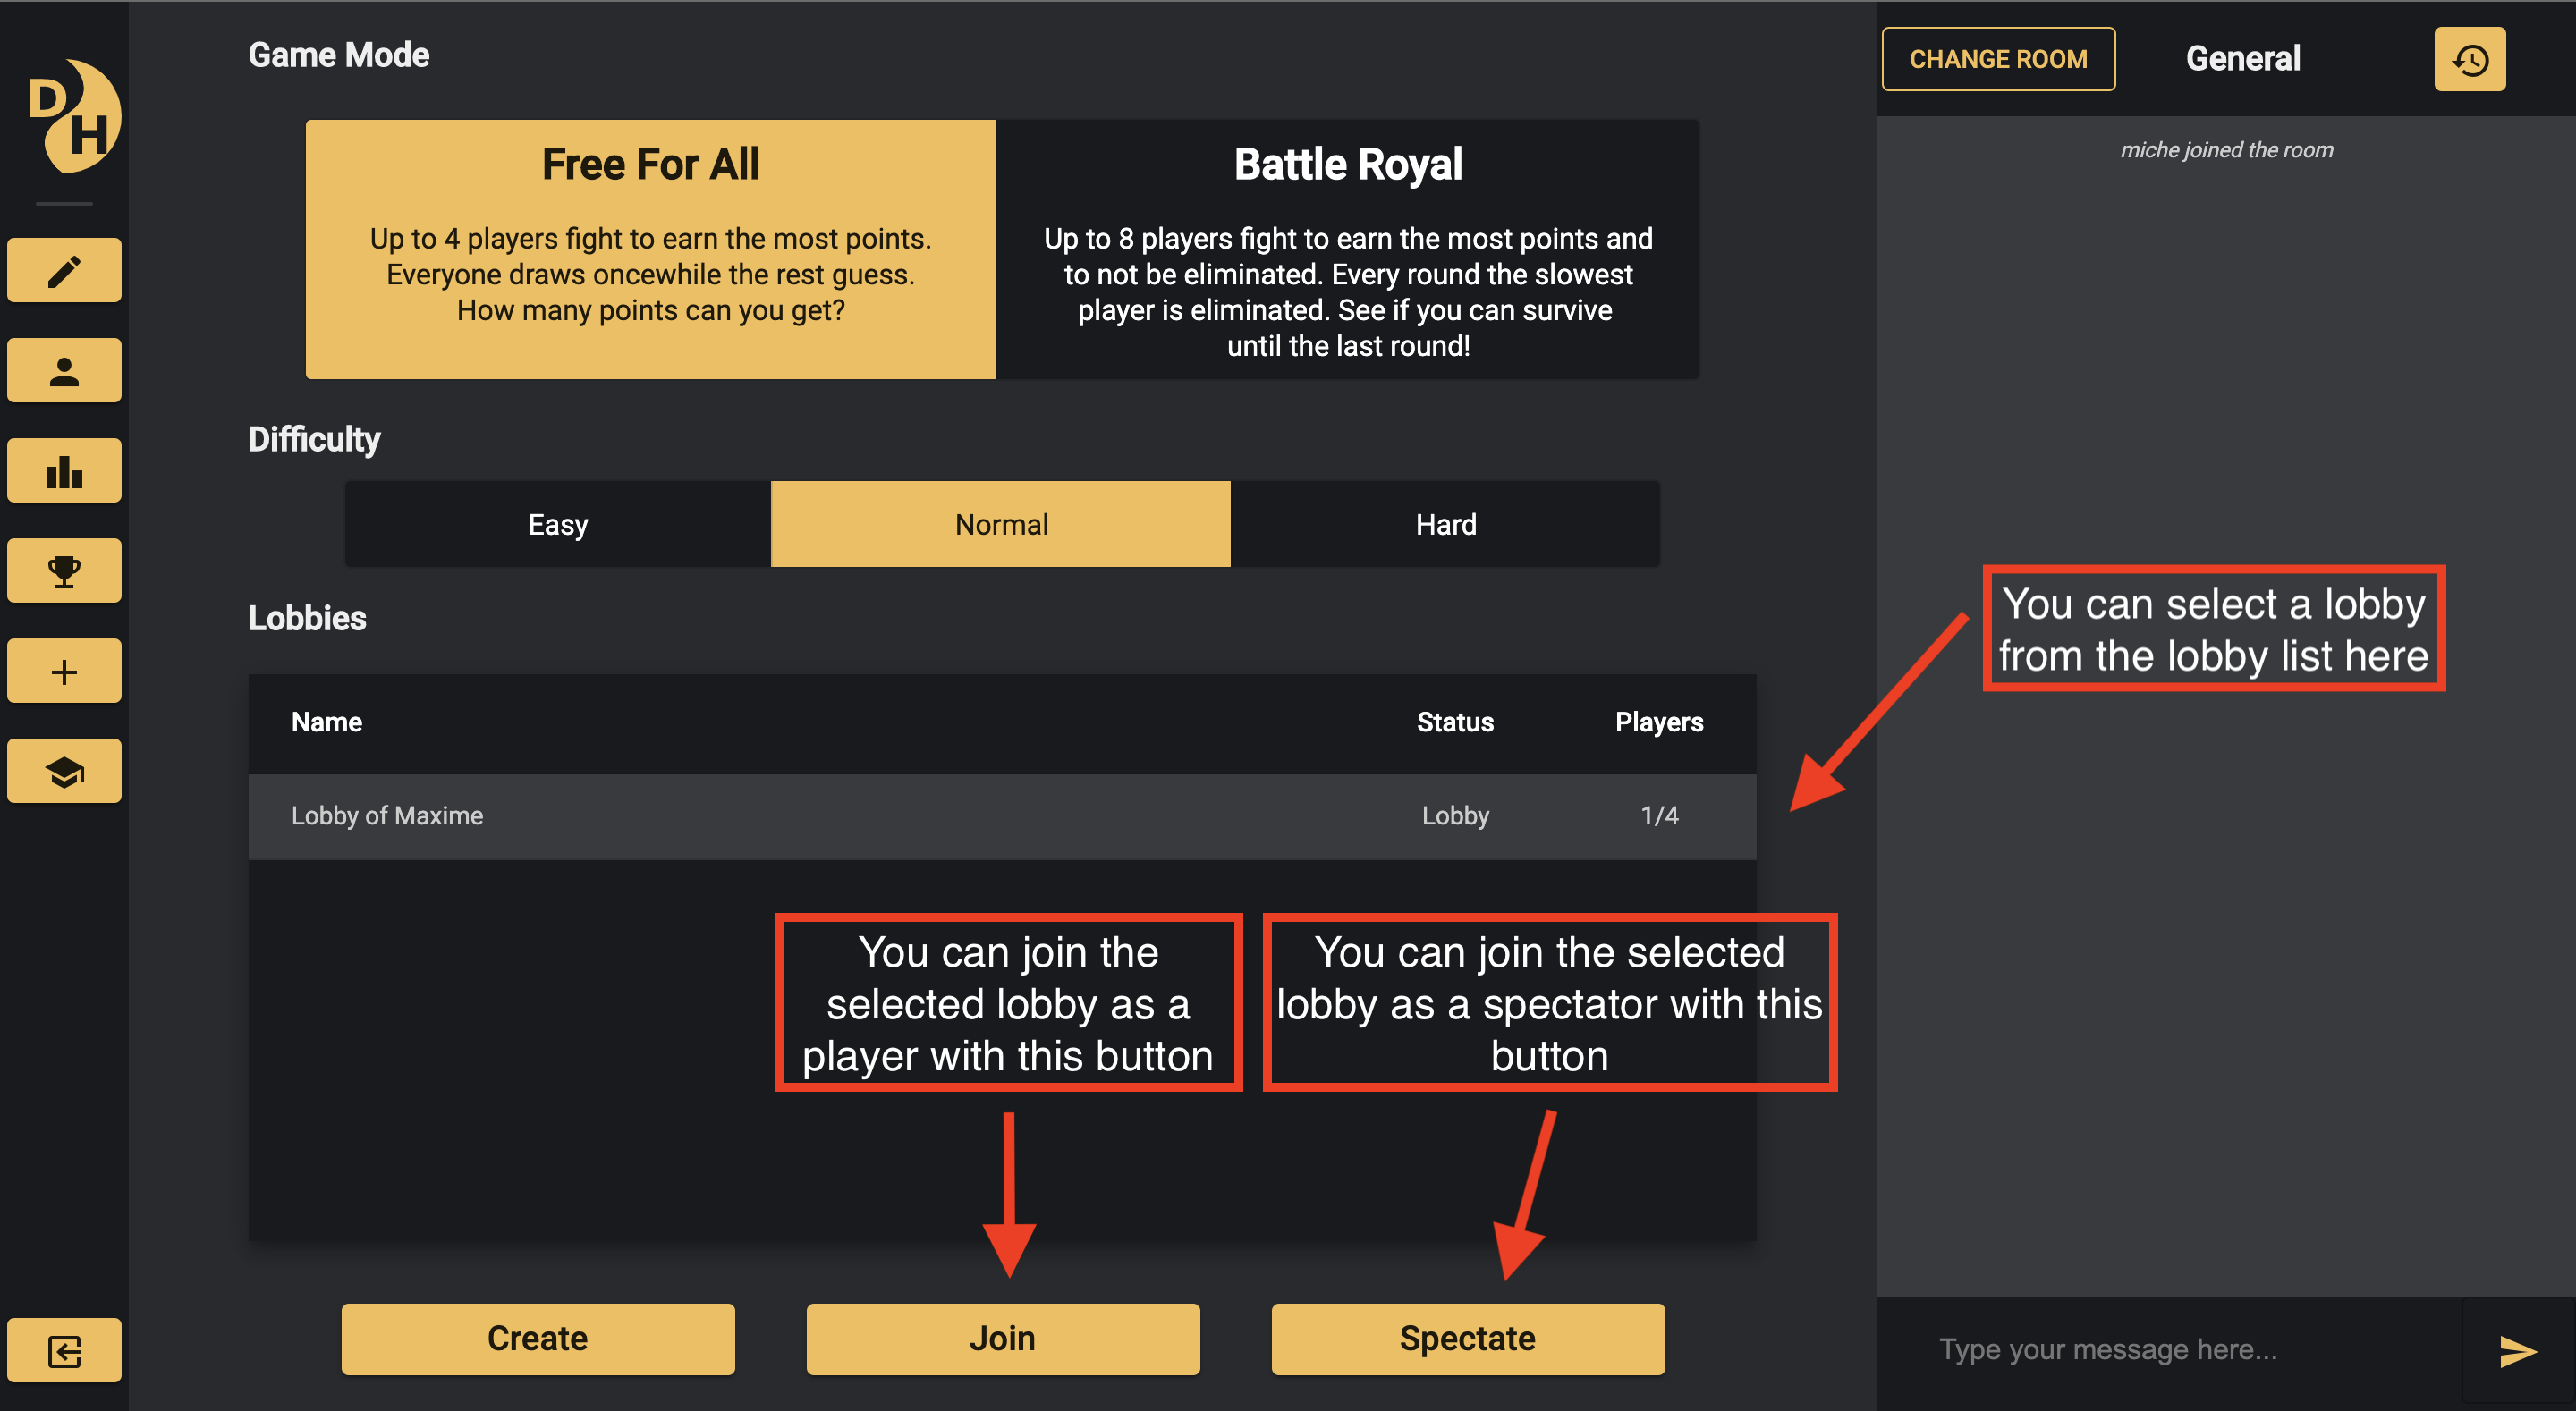 D
H
Game Mode
Free For All
Up to 4 players fight to earn the most points.
Everyone draws oncewhile the rest guess.
How many points can you get?
Battle Royal
Up to 8 players fight to earn the most points and
to not be eliminated. Every round the slowest
player is eliminated. See if you can survive
until the last round!
Difficulty
Easy
Normal
Hard
Lobbies
Name
Status
Players
Lobby of Maxime
Lobby
1/4
You can join the
selected lobby as a
player with this button
You can join the selected
lobby as a spectator with this
button
Create
Join
Spectate
CHANGE ROOM
General
miche joined the room
You can select a lobby
from the lobby list here
Type your message here...